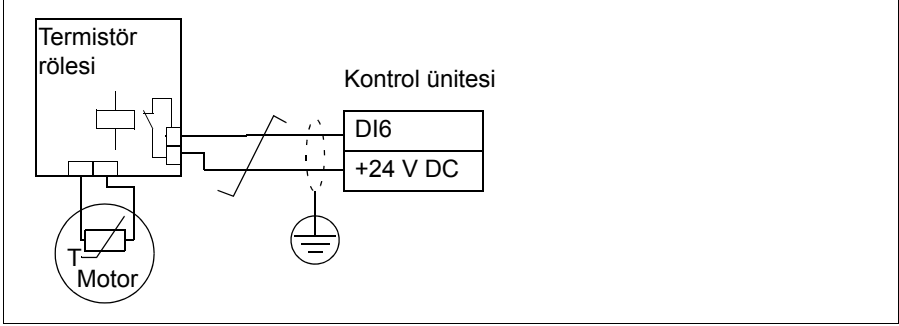 Termistör
rölesi
Kontrol ünitesi
DI6
+24 V DC
T
Motor